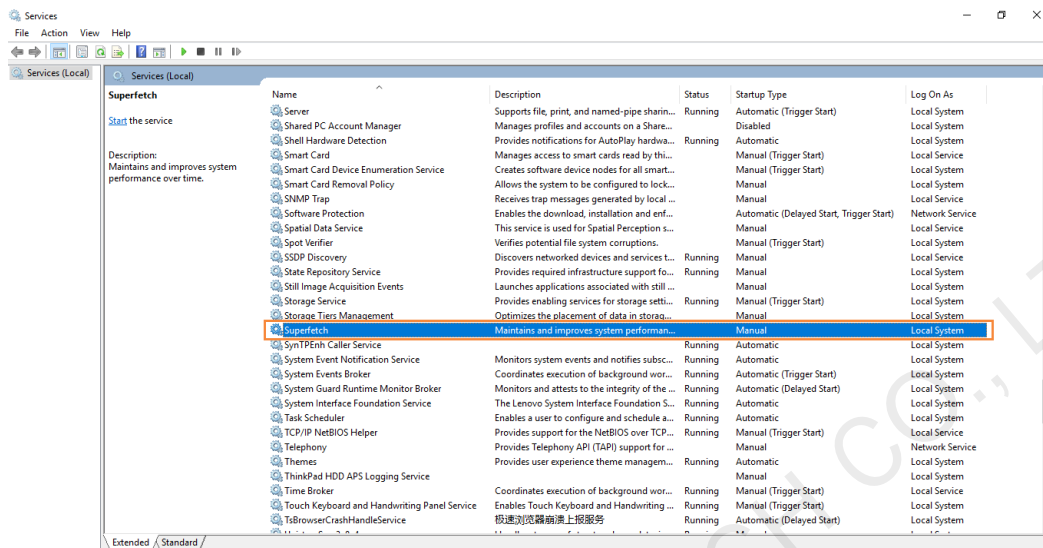 Services
File Action View Help
Services (Local)
Services (Local)
Superfetch
Start the service
Description:
Maintains and improves system
performance over time.
Name Description Status Startup Type Log On As
Server Supports file, print, and named-pipe sharin... Running Automatic (Trigger Start) Local System
Shared PC Account Manager Manages profiles and accounts on a Share... Disabled Local System
Shell Hardware Detection Provides notifications for AutoPlay hardwa... Running Automatic Local System
Smart Card Manages access to smart cards read by thi... Manual (Trigger Start) Local Service
Smart Card Device Enumeration Service Creates software device nodes for all smart... Manual (Trigger Start) Local System
Smart Card Removal Policy Allows the system to be configured to lock... Manual Local System
SNMP Trap Receives trap messages generated by local ... Manual Local Service
Software Protection Enables the download, installation and enf... Automatic (Delayed Start, Trigger Start) Network Service
Spatial Data Service This service is used for Spatial Perception s... Manual Local Service
Spot Verifier Verifies potential file system corruptions. Manual (Trigger Start) Local System
SSDP Discovery Discovers networked devices and services t... Running Manual Local Service
State Repository Service Provides required infrastructure support fo... Running Manual Local System
Still Image Acquisition Events Launches applications associated with still ... Manual Local System
Storage Service Provides enabling services for storage setti... Running Manual (Trigger Start) Local System
Storage Tiers Management Optimizes the placement of data in storag... Manual Local System
Superfetch Maintains and improves system performan... Manual Local System
SynTPEnh Caller Service Running Automatic Local System
System Event Notification Service Monitors system events and notifies subsc... Running Automatic Local System
System Events Broker Coordinates execution of background wor... Running Automatic (Trigger Start) Local System
System Guard Runtime Monitor Broker Monitors and attests to the integrity of the ... Running Automatic (Delayed Start) Local System
System Interface Foundation Service The Lenovo System Interface Foundation S... Running Automatic Local System
Task Scheduler Enables a user to configure and schedule a... Running Automatic Local System
TCP/IP NetBIOS Helper Provides support for the NetBIOS over TCP... Running Manual (Trigger Start) Local Service
Telephony Provides Telephony API (TAPI) support for ... Manual Network Service
Themes Provides user experience theme managem... Running Automatic Local System
ThinkPad HDD APS Logging Service Manual Local System
Time Broker Coordinates execution of background wor... Running Manual (Trigger Start) Local Service
Touch Keyboard and Handwriting Panel Service Enables Touch Keyboard and Handwriting ... Running Manual (Trigger Start) Local System
TsBrowserCrashHandleService 极速浏览器崩溃上报服务 Running Automatic (Delayed Start) Local System
Extended Standard